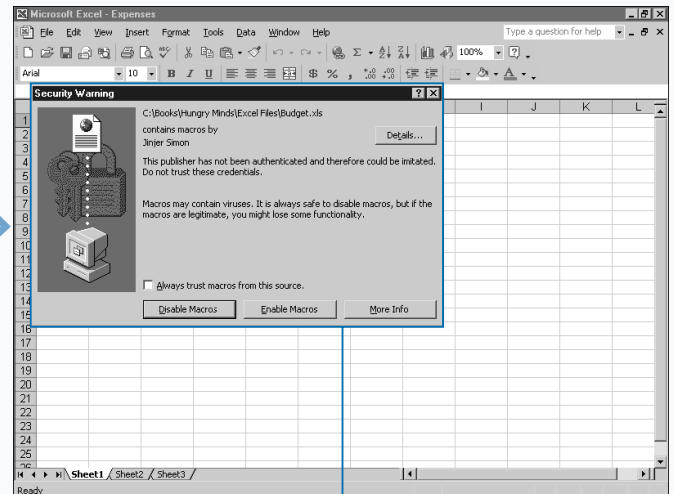 Microsoft Excel - Expenses
File Edit View Insert Format Tools Data Window Help Type a question for help
100%
Arial 10 B I U $ % ,
Security Warning
I J K L
C:\Books\Hungry Minds\Excel Files\Budget.xls
contains macros by
Jinjer Simon
Details...
This publisher has not been authenticated and therefore could be imitated.
Do not trust these credentials.
Macros may contain viruses. It is always safe to disable macros, but if the
macros are legitimate, you might lose some functionality.
Always trust macros from this source.
Disable Macros Enable Macros More Info
1
2
3
4
5
6
7
8
9
10
11
12
13
14
15
16
17
18
19
20
21
22
23
24
25
26
Sheet1 Sheet2 Sheet3
Ready